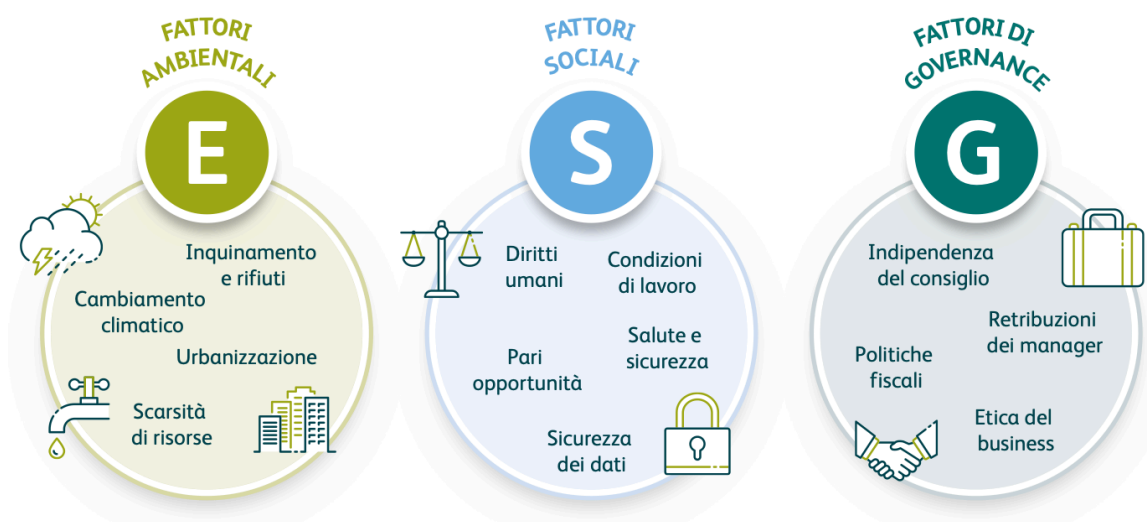 FATTORI
AMBIENTALI
E
Inquinamento
e rifiuti
Cambiamento
climatico
Urbanizzazione
Scarsità
di risorse
FATTORI
SOCIALI
S
Diritti
umani
Condizioni
di lavoro
Salute e
sicurezza
Pari
opportunità
Sicurezza
dei dati
FATTORI DI
GOVERNANCE
G
Indipendenza
del consiglio
Retribuzioni
dei manager
Politiche
fiscali
Etica del
business